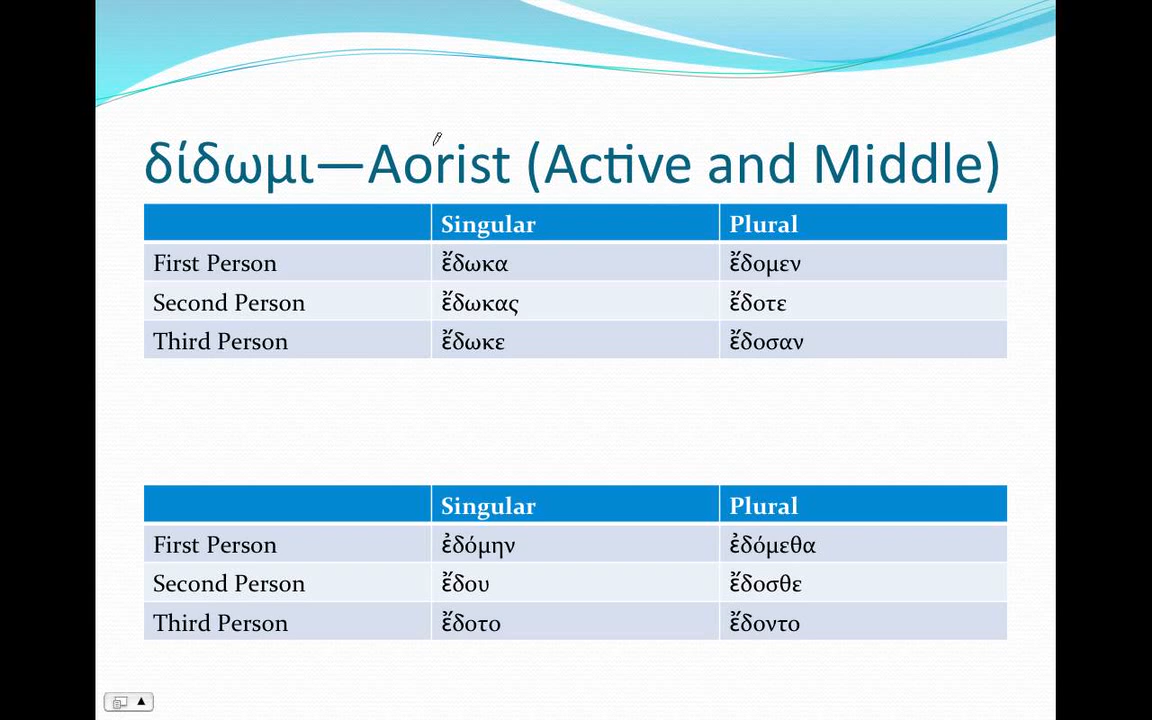 δίδωμι—Aorist (Active and Middle)
Singular Plural
First Person ἔδωκα ἔδομεν
Second Person ἔδωκας ἔδοτε
Third Person ἔδωκε ἔδοσαν
Singular Plural
First Person ἐδόμην ἐδόμεθα
Second Person ἔδου ἔδοσθε
Third Person ἔδοτο ἔδοντο